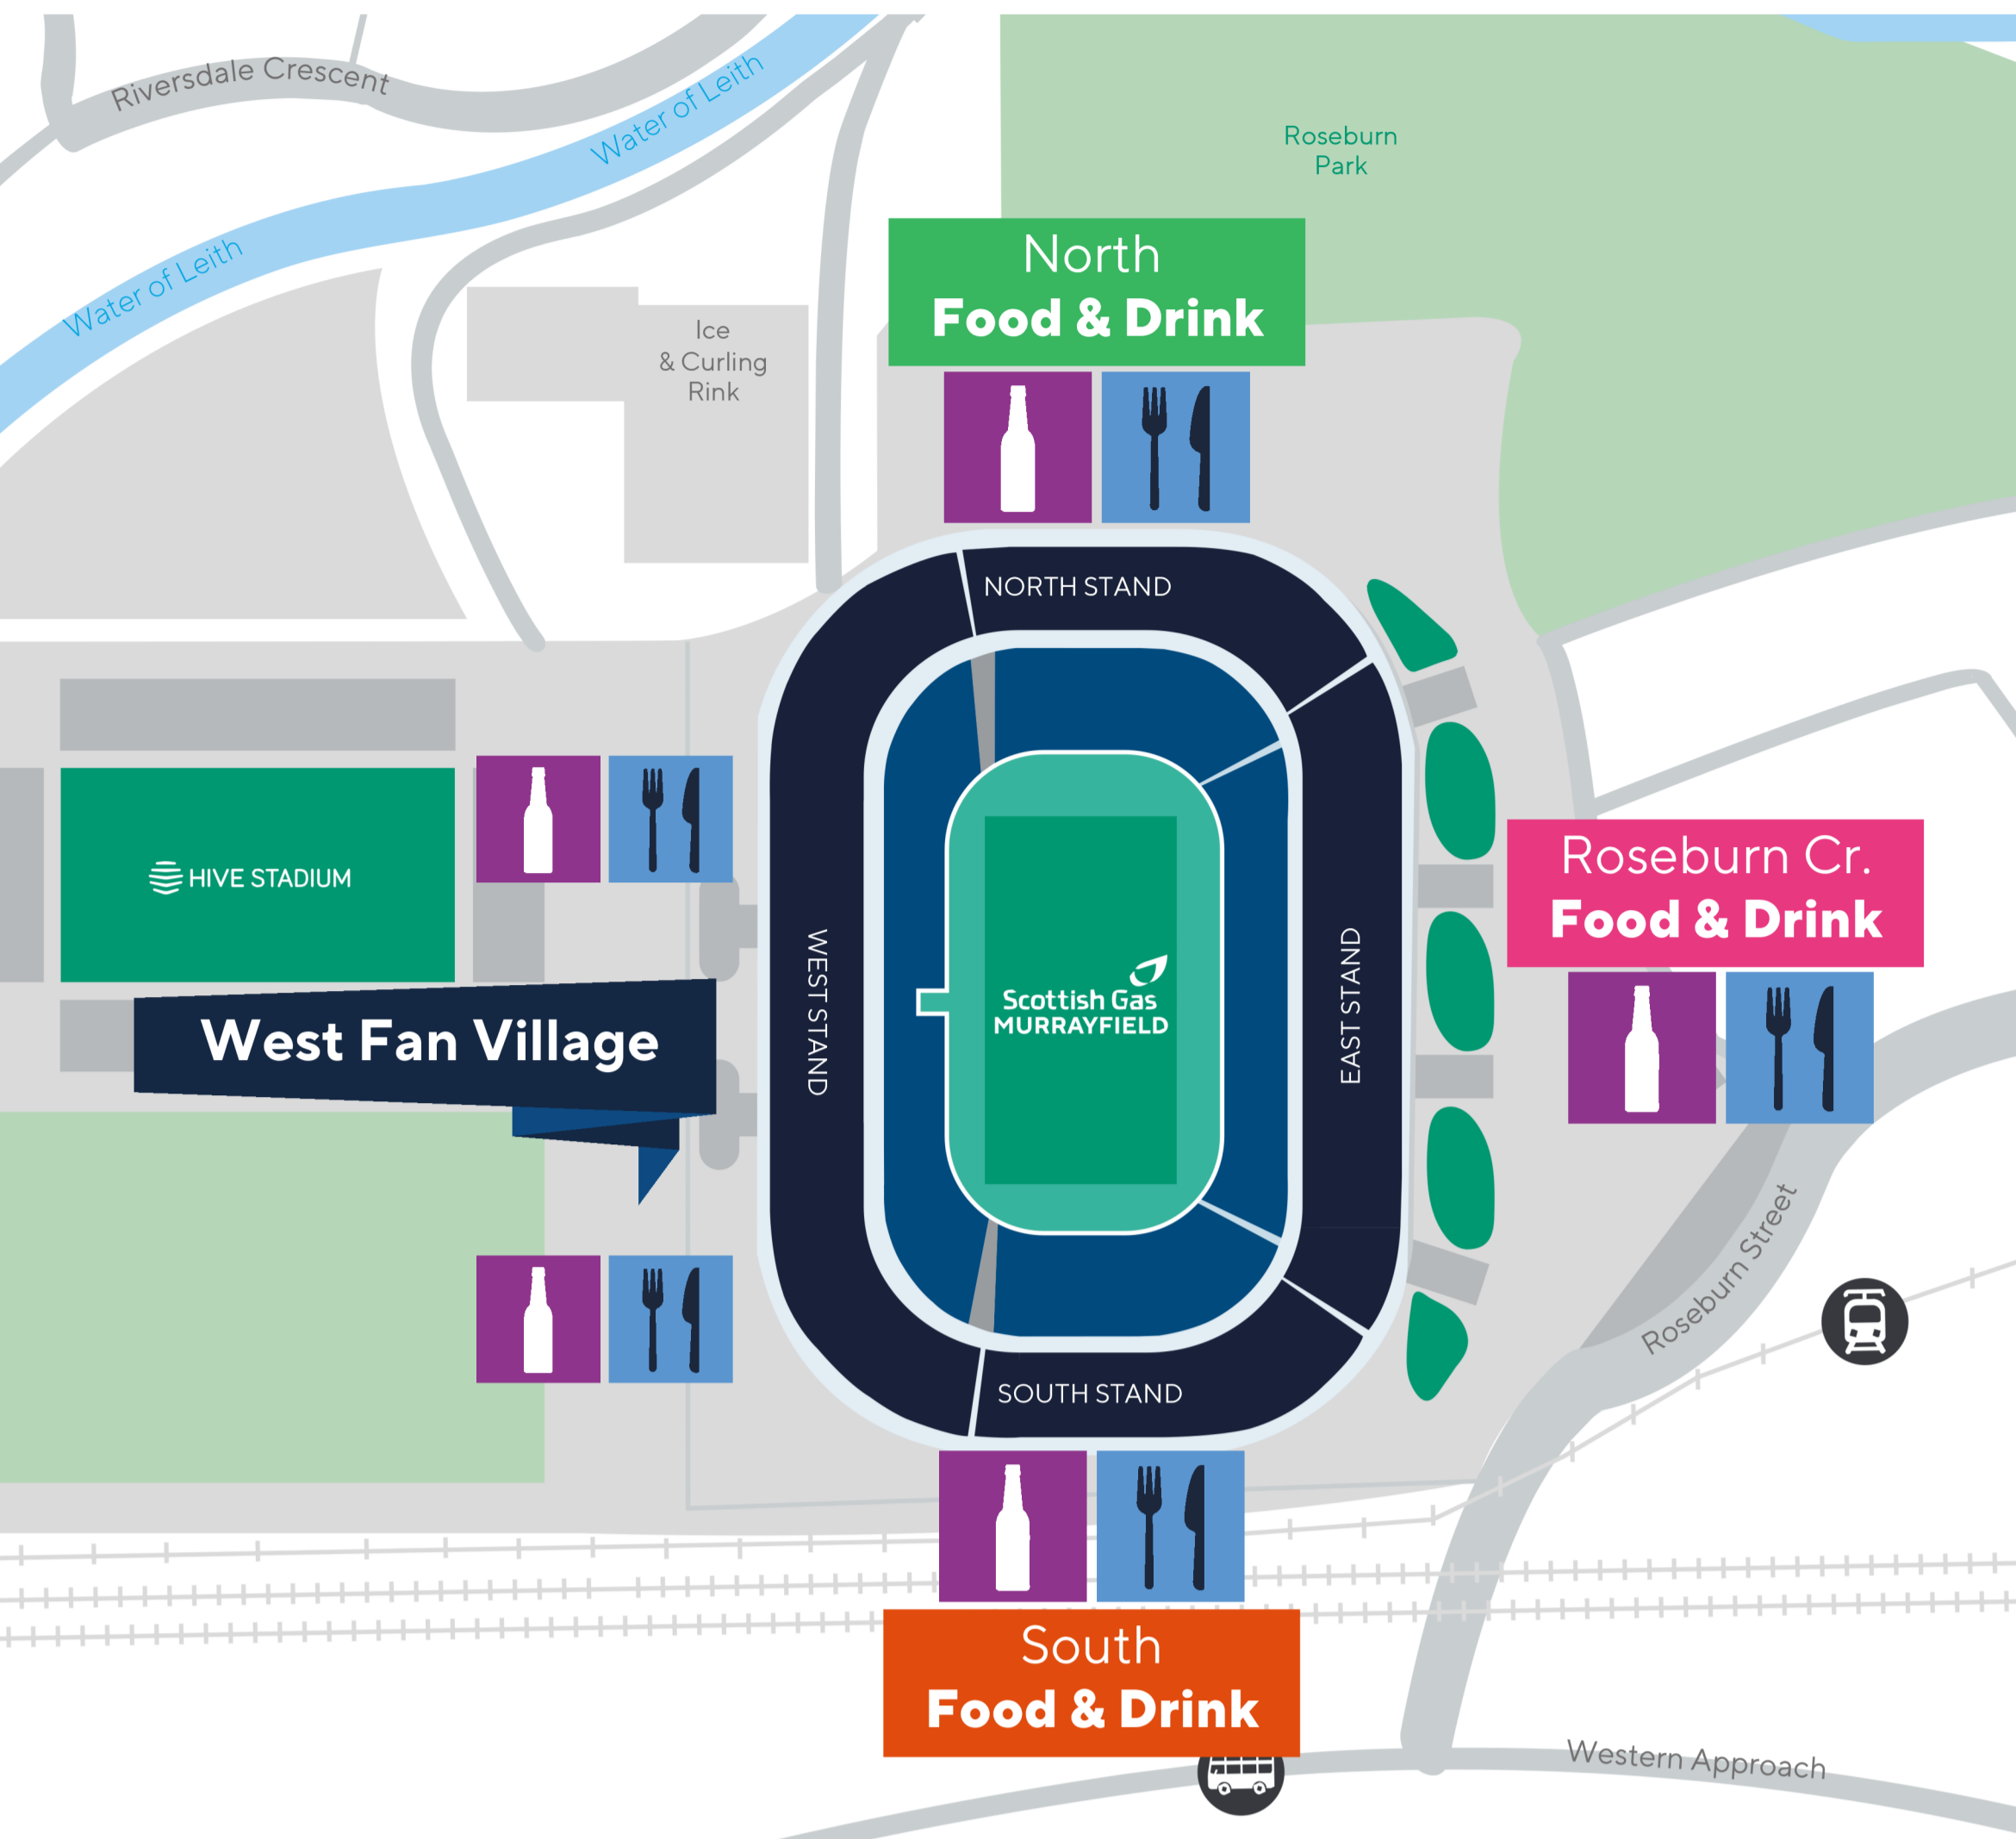 Riversdale Crescent
Water of Leith
Water of Leith
Roseburn
Park
North
Food & Drink
Ice
& Curling
Rink
NORTH STAND
HIVE STADIUM
Roseburn Cr.
Food & Drink
WEST STAND
EAST STAND
Scottish Gas
MURRAYFIELD
West Fan Village
Roseburn Street
SOUTH STAND
South
Food & Drink
Western Approach